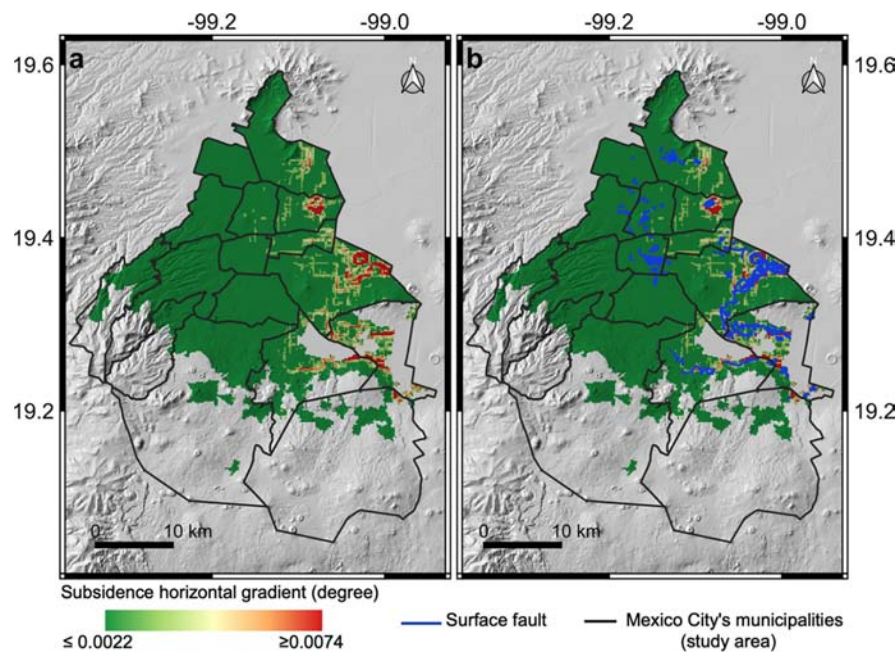 -99.2 -99.0 -99.2 -99.0
19.6 a N b N 19.6
19.4 19.4
19.2 19.2
0 10 km 0 10 km
Subsidence horizontal gradient (degree)
Surface fault Mexico City's municipalities
(study area)
≤ 0.0022 ≥0.0074